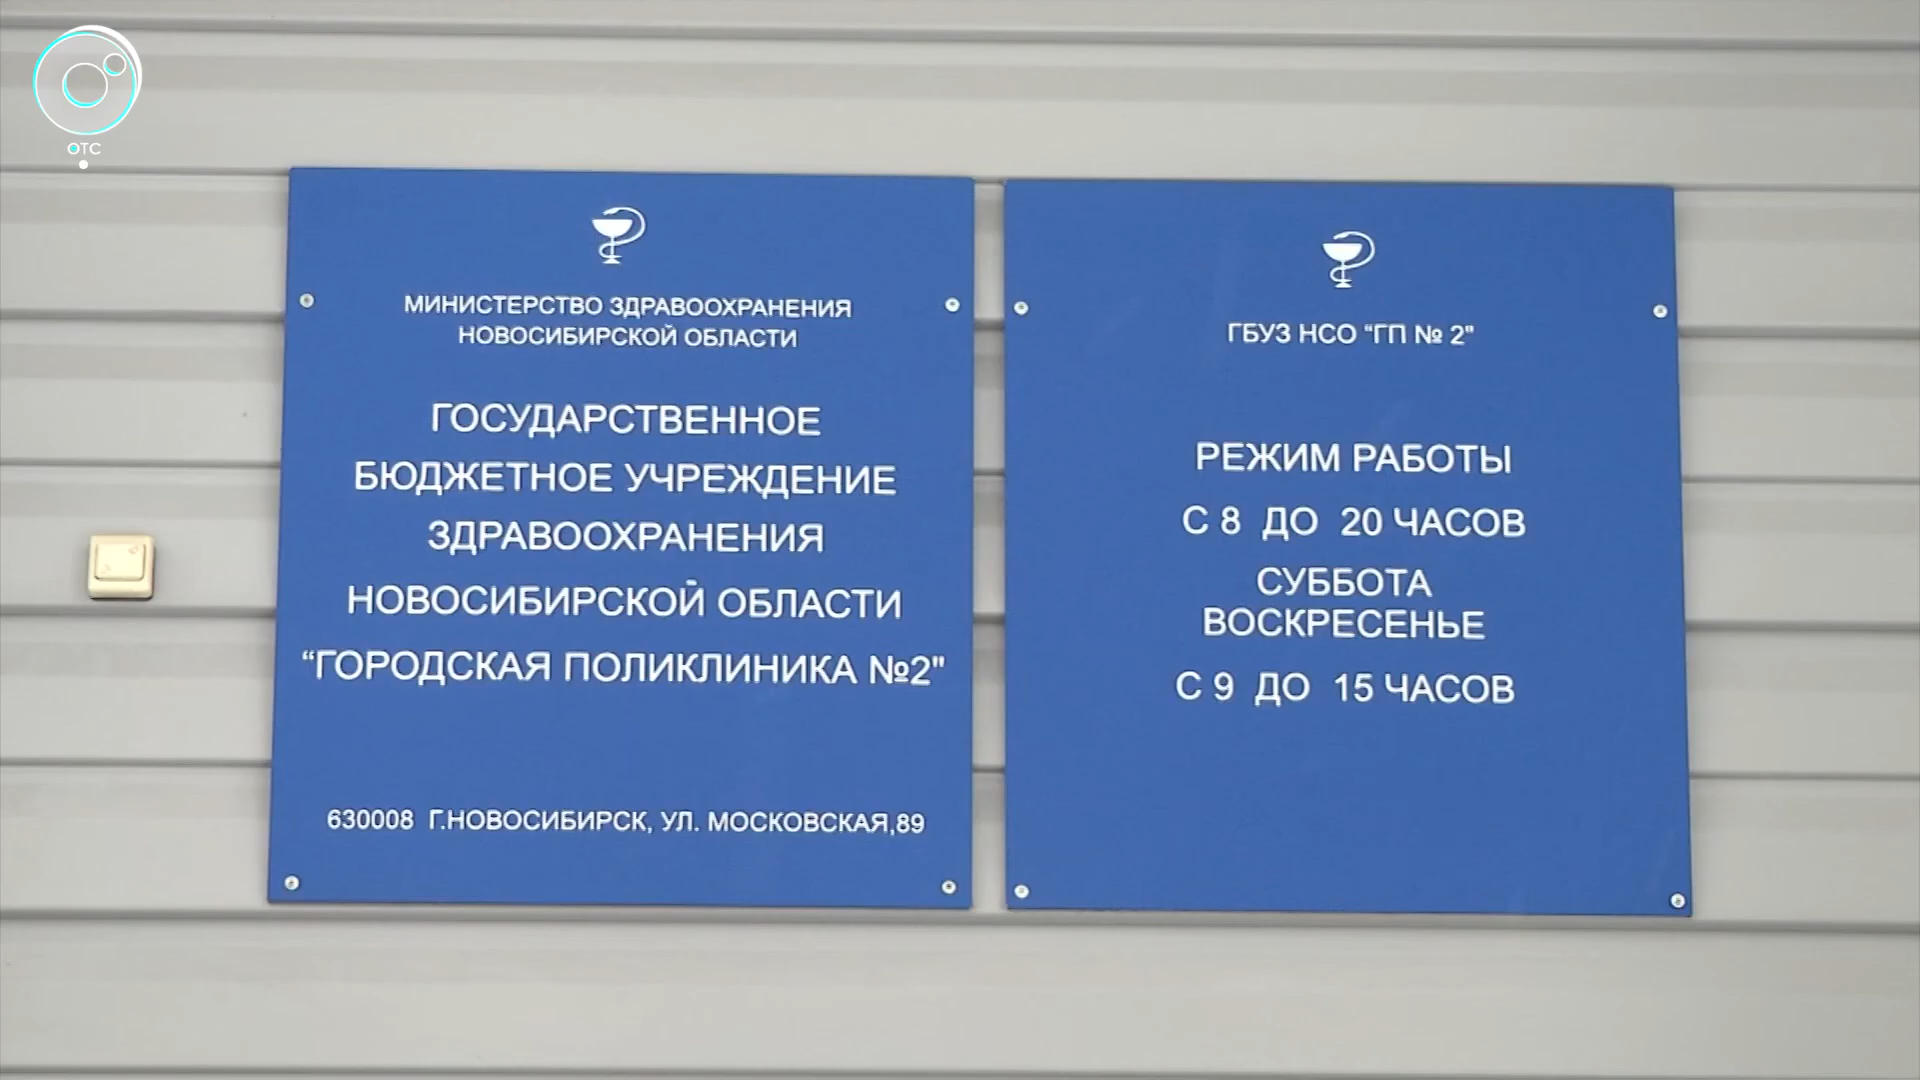 ОТС
МИНИСТЕРСТВО ЗДРАВООХРАНЕНИЯ
НОВОСИБИРСКОЙ ОБЛАСТИ
ГОСУДАРСТВЕННОЕ
БЮДЖЕТНОЕ УЧРЕЖДЕНИЕ
ЗДРАВООХРАНЕНИЯ
НОВОСИБИРСКОЙ ОБЛАСТИ
“ГОРОДСКАЯ ПОЛИКЛИНИКА №2"
630008 Г.НОВОСИБИРСК, УЛ. МОСКОВСКАЯ,89
ГБУЗ НСО “ГП № 2"
РЕЖИМ РАБОТЫ
С 8 ДО 20 ЧАСОВ
СУББОТА
ВОСКРЕСЕНЬЕ
С 9 ДО 15 ЧАСОВ